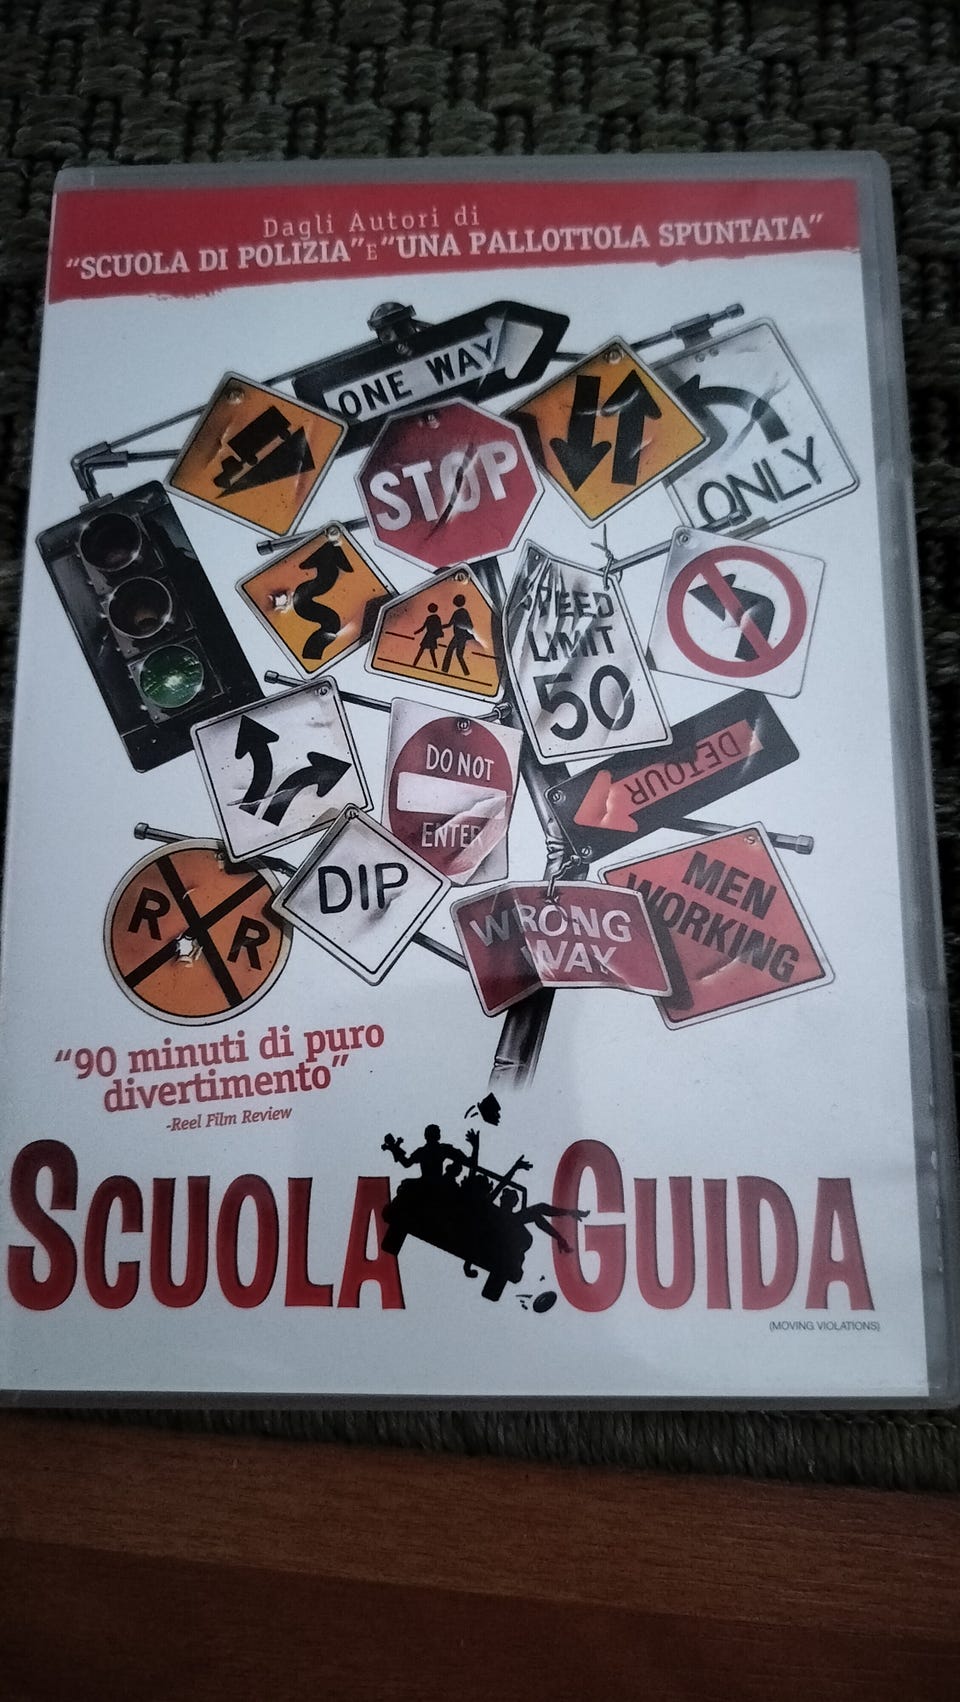 Dagli Autori di
"SCUOLA DI POLIZIA" E "UNA PALLOTTOLA SPUNTATA"
ONE WAY
STOP
ONLY
SPEED
LIMIT
50
DO NOT
ENTER
DETOUR
R R
DIP
WRONG
WAY
MEN
WORKING
"90 minuti di puro
divertimento"
-Reel Film Review
SCUOLA GUIDA
(MOVING VIOLATIONS)